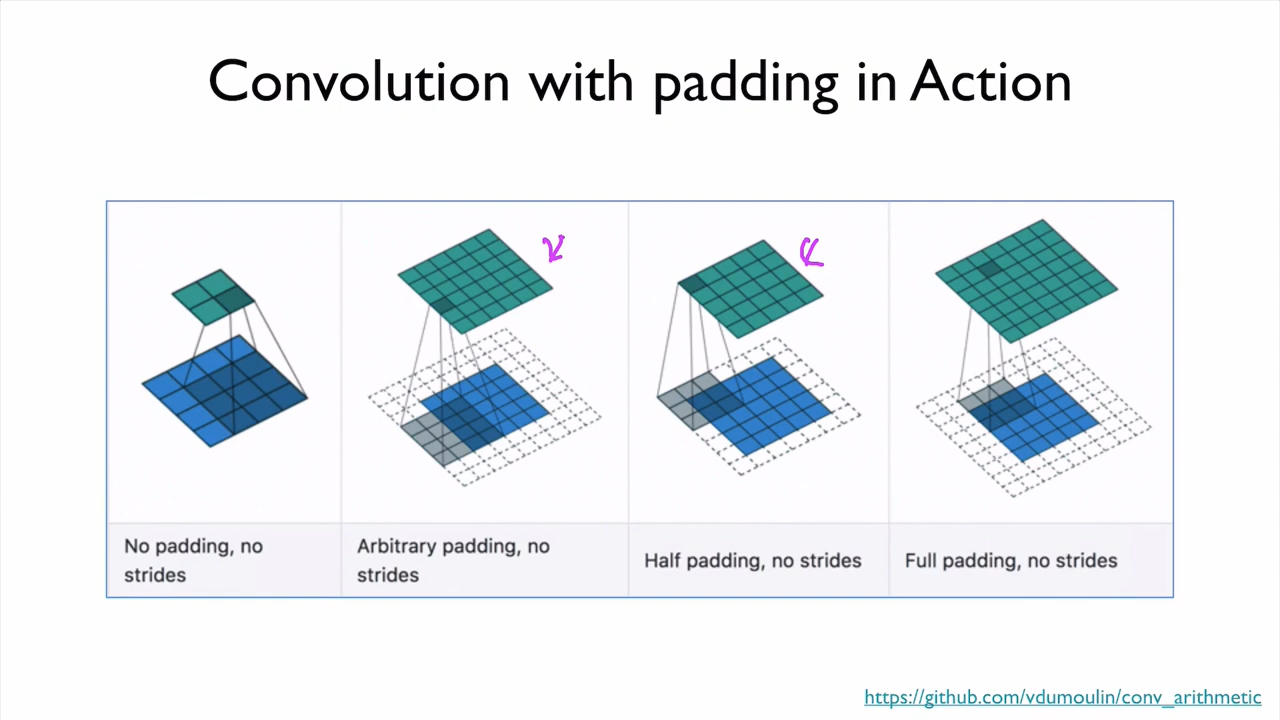 Convolution with padding in Action
No padding, no
strides
Arbitrary padding, no
strides
Half padding, no strides
Full padding, no strides
https://github.com/vdumoulin/conv_arithmetic